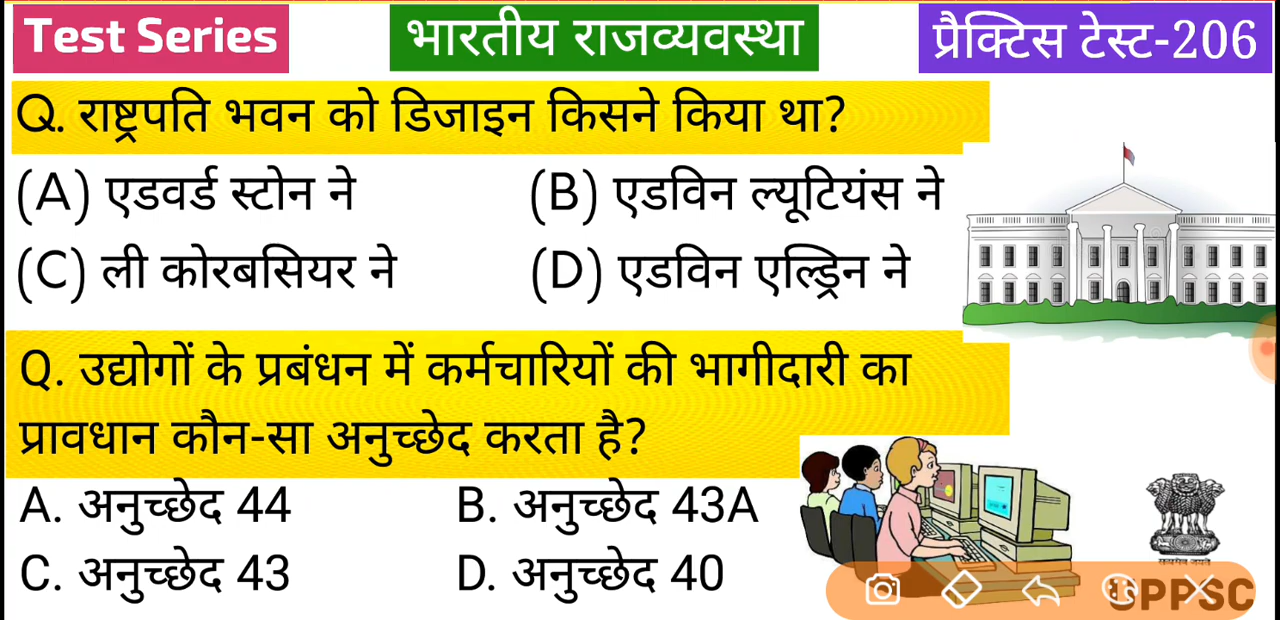 Test Series
भारतीय राजव्यवस्था
प्रैक्टिस टेस्ट-206
Q. राष्ट्रपति भवन को डिजाइन किसने किया था?
(A) एडवर्ड स्टोन ने
(B) एडविन ल्यूटियंस ने
(C) ली कोरबसियर ने
(D) एडविन एल्ड्रिन ने
Q. उद्योगों के प्रबंधन में कर्मचारियों की भागीदारी का
प्रावधान कौन-सा अनुच्छेद करता है?
A. अनुच्छेद 44
B. अनुच्छेद 43A
C. अनुच्छेद 43
D. अनुच्छेद 40